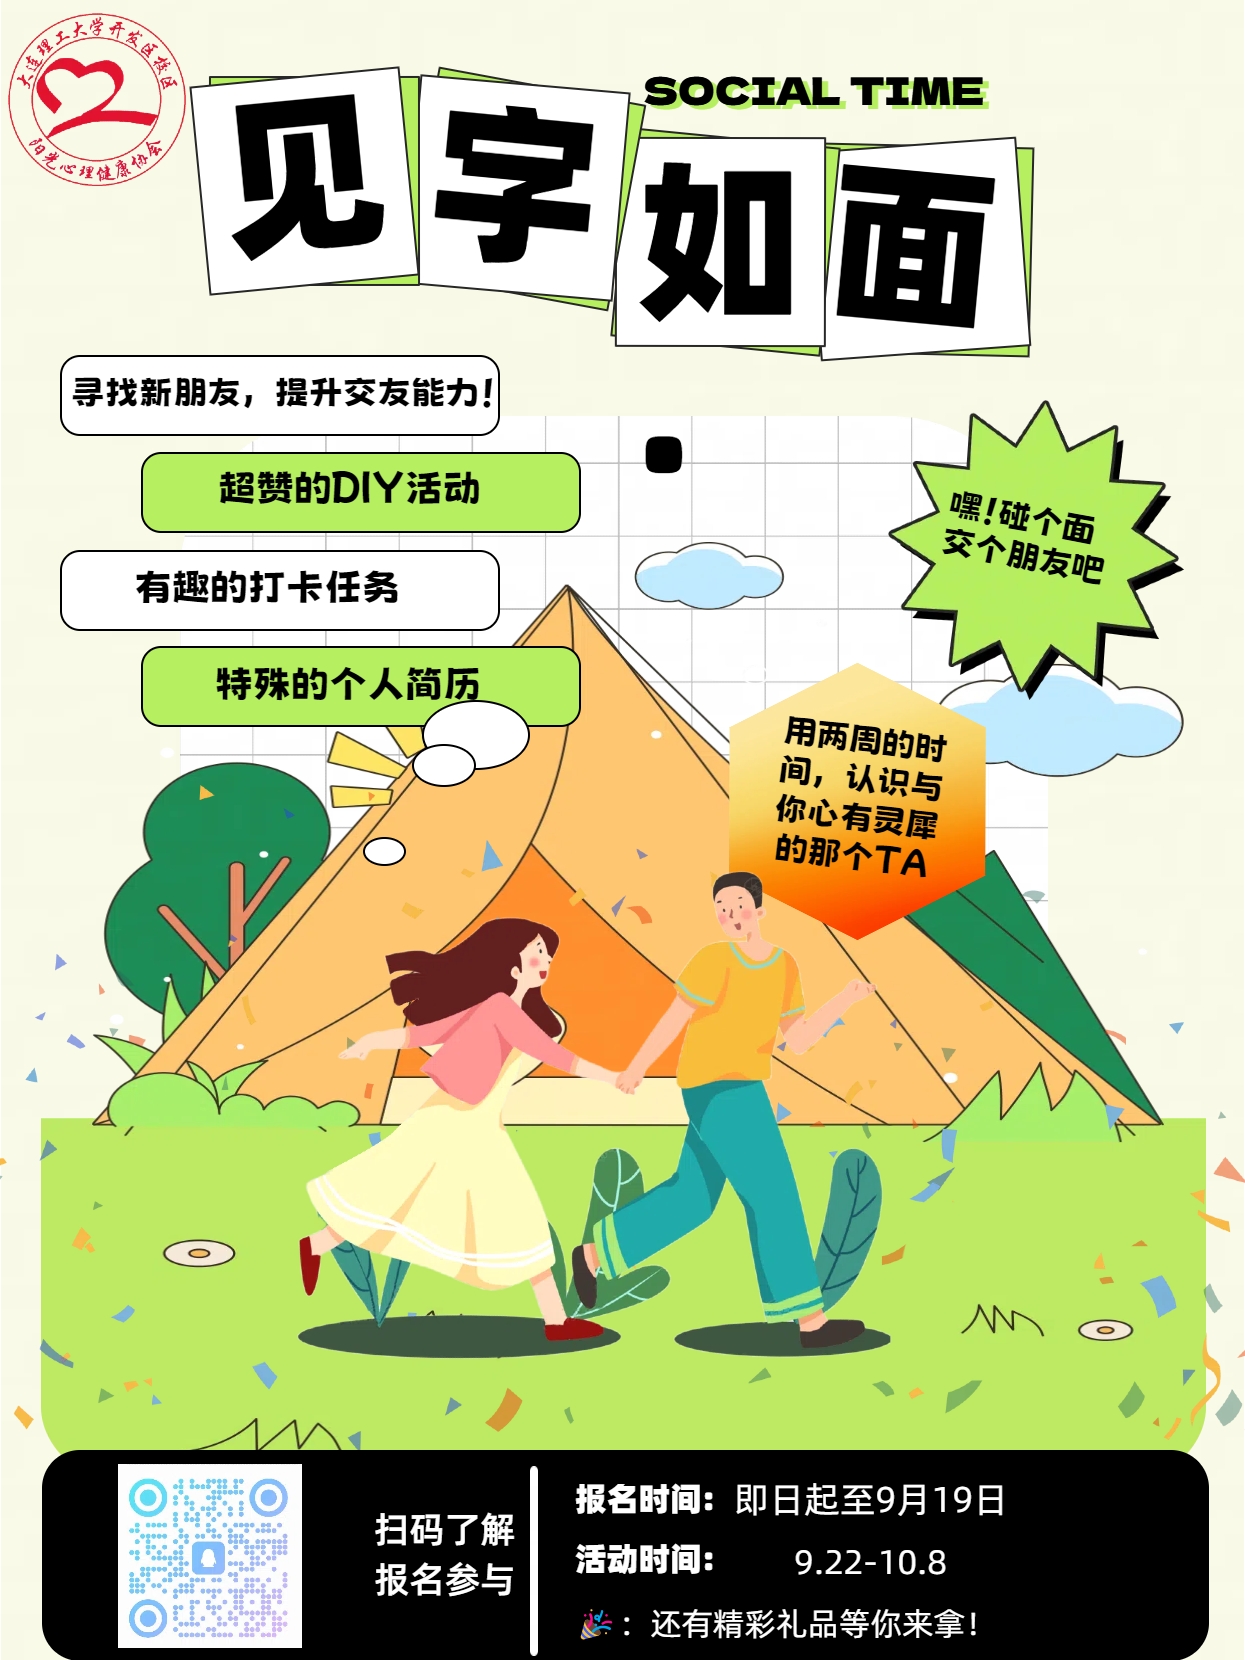 大连理工大学开发区校区
阳光心理健康协会
SOCIAL TIME
见字如面
寻找新朋友，提升交友能力！
超赞的DIY活动
有趣的打卡任务
特殊的个人简历
嘿！碰个面
交个朋友吧
用两周的时
间，认识与
你心有灵犀
的那个TA
扫码了解
报名参与
报名时间：即日起至9月19日
活动时间：9.22-10.8
🎉：还有精彩礼品等你来拿！